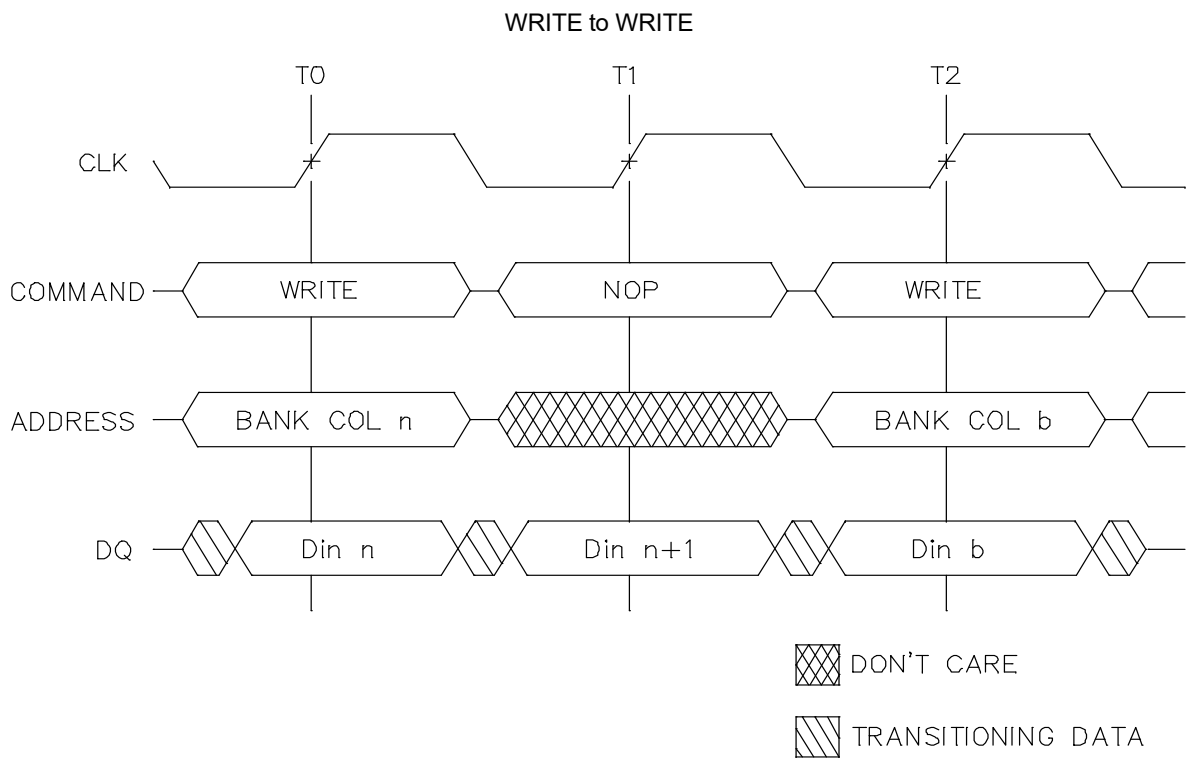 WRITE to WRITE
T0 T1 T2
CLK
COMMAND WRITE NOP WRITE
ADDRESS BANK COL n BANK COL b
DQ Din n Din n+1 Din b
DON'T CARE
TRANSITIONING DATA